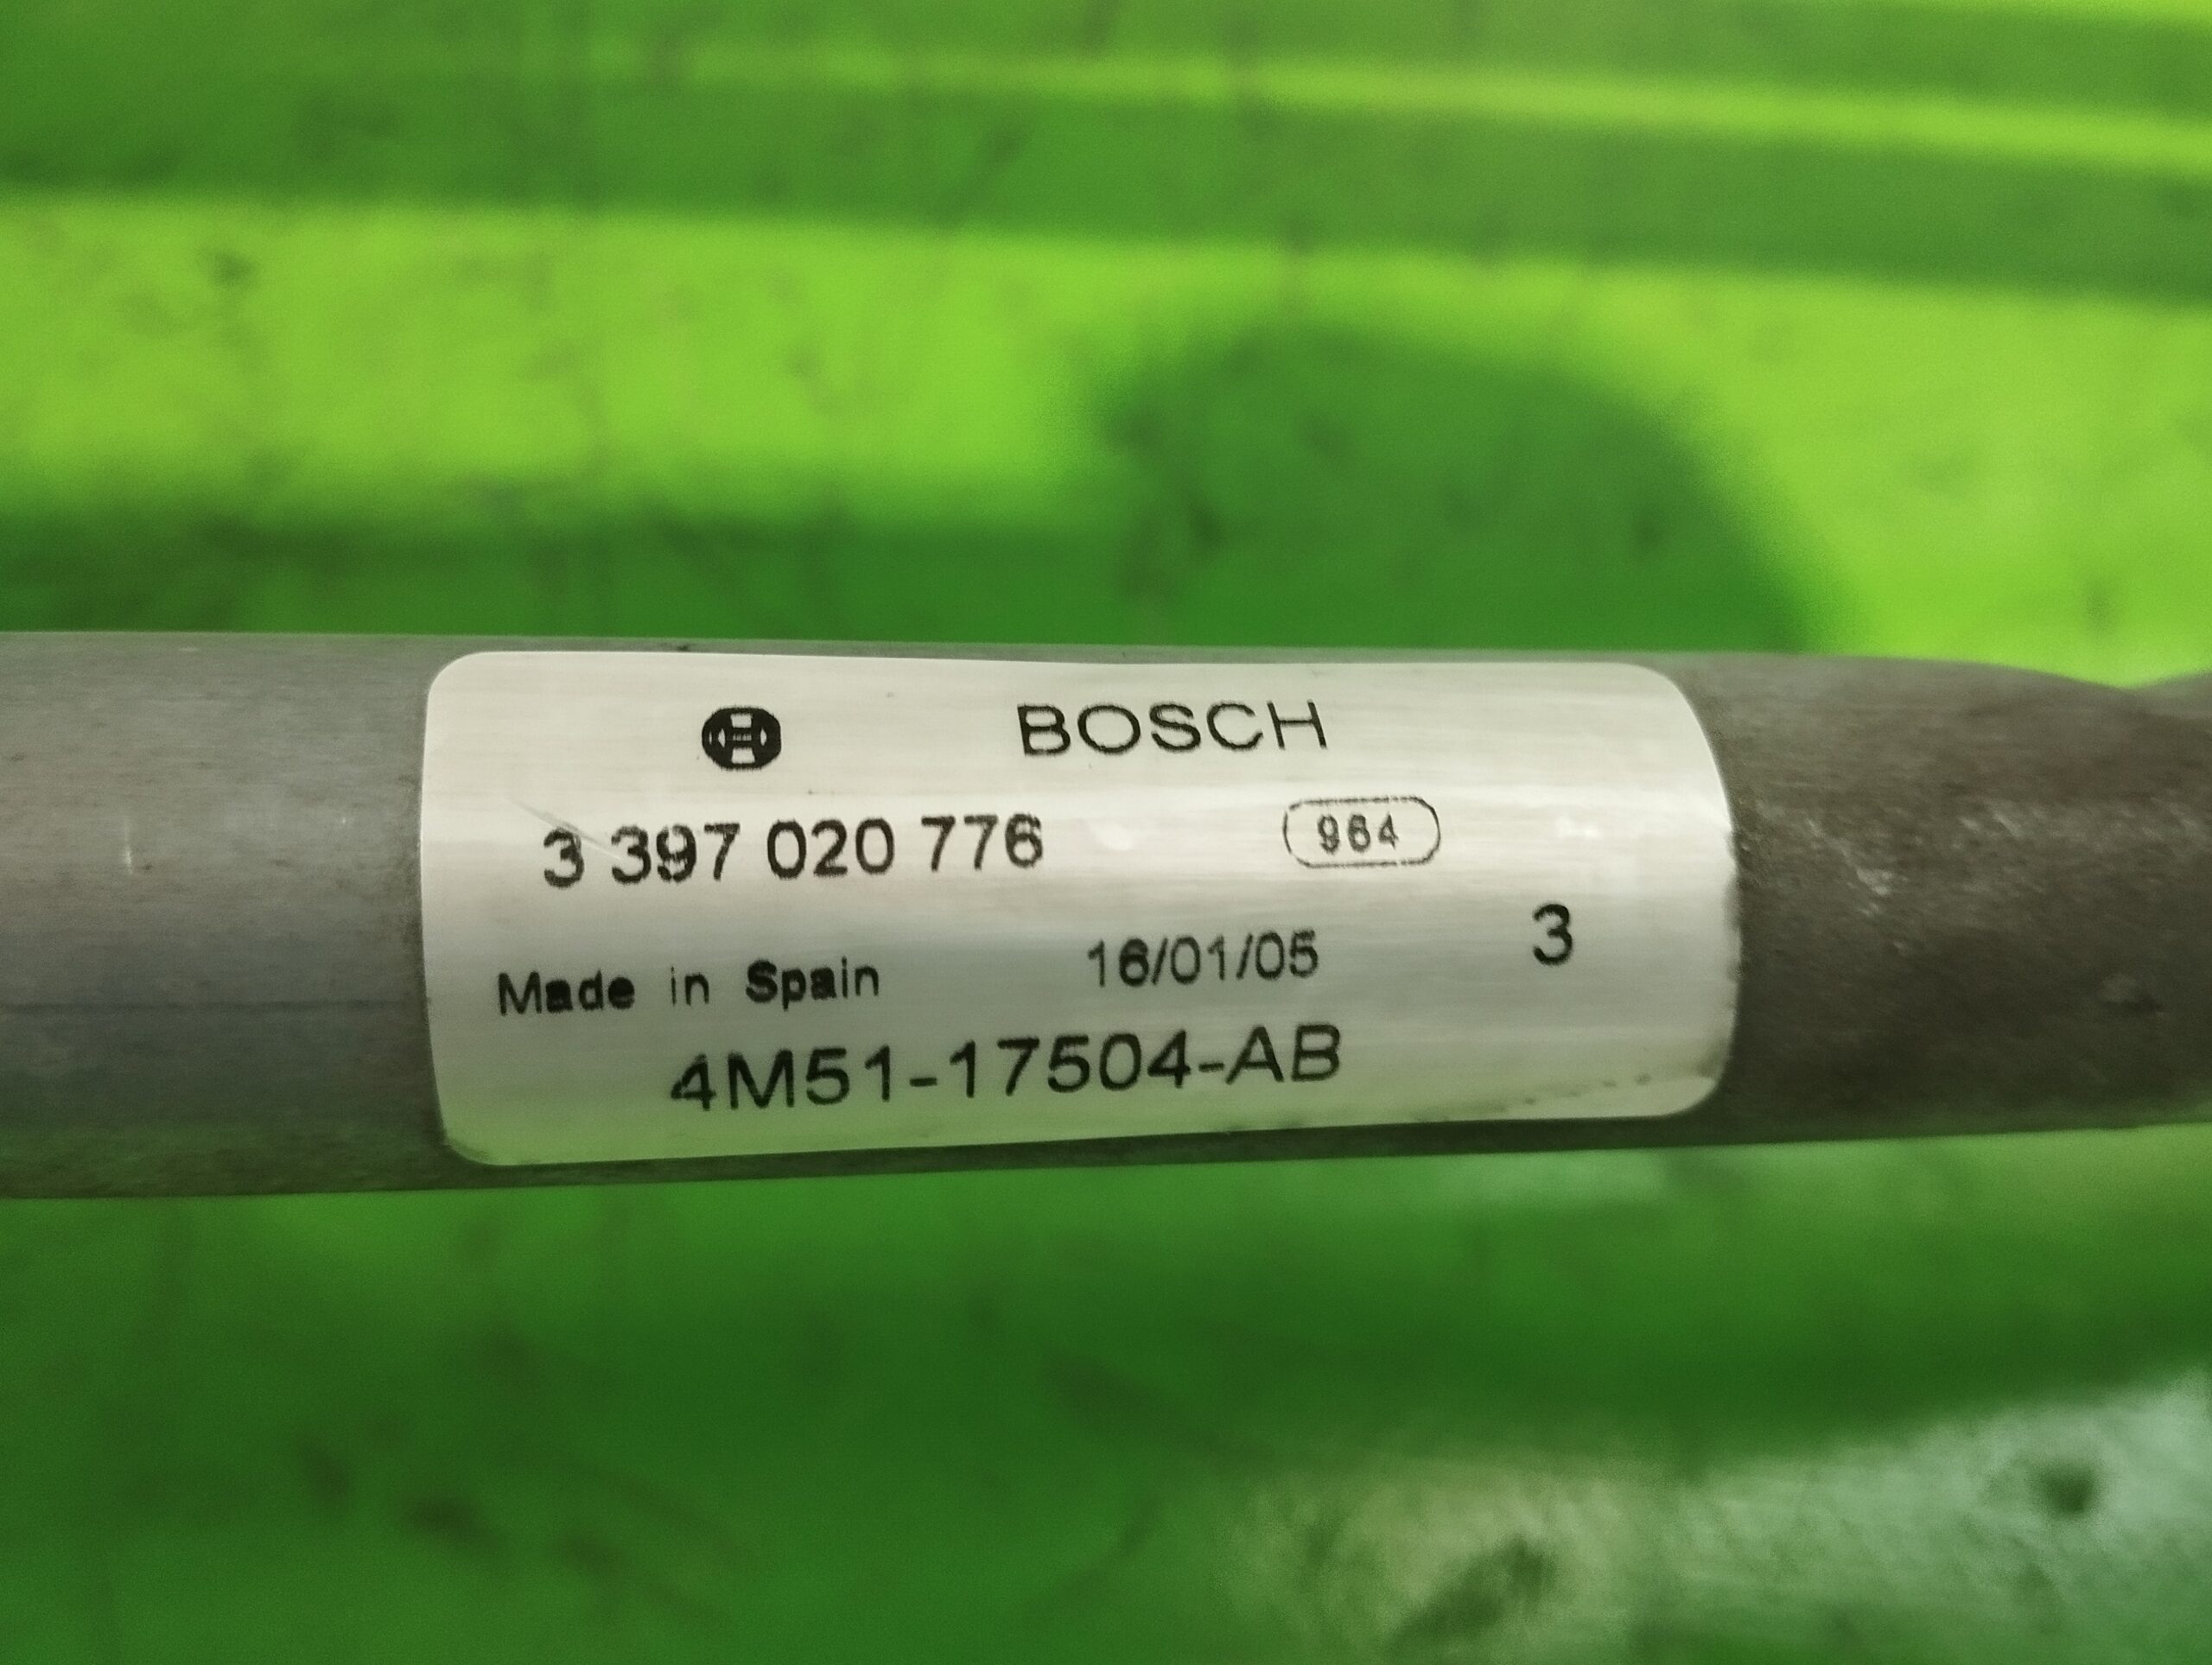 BOSCH
3 397 020 776 964
3
Made in Spain 16/01/05
4M51-17504-AB